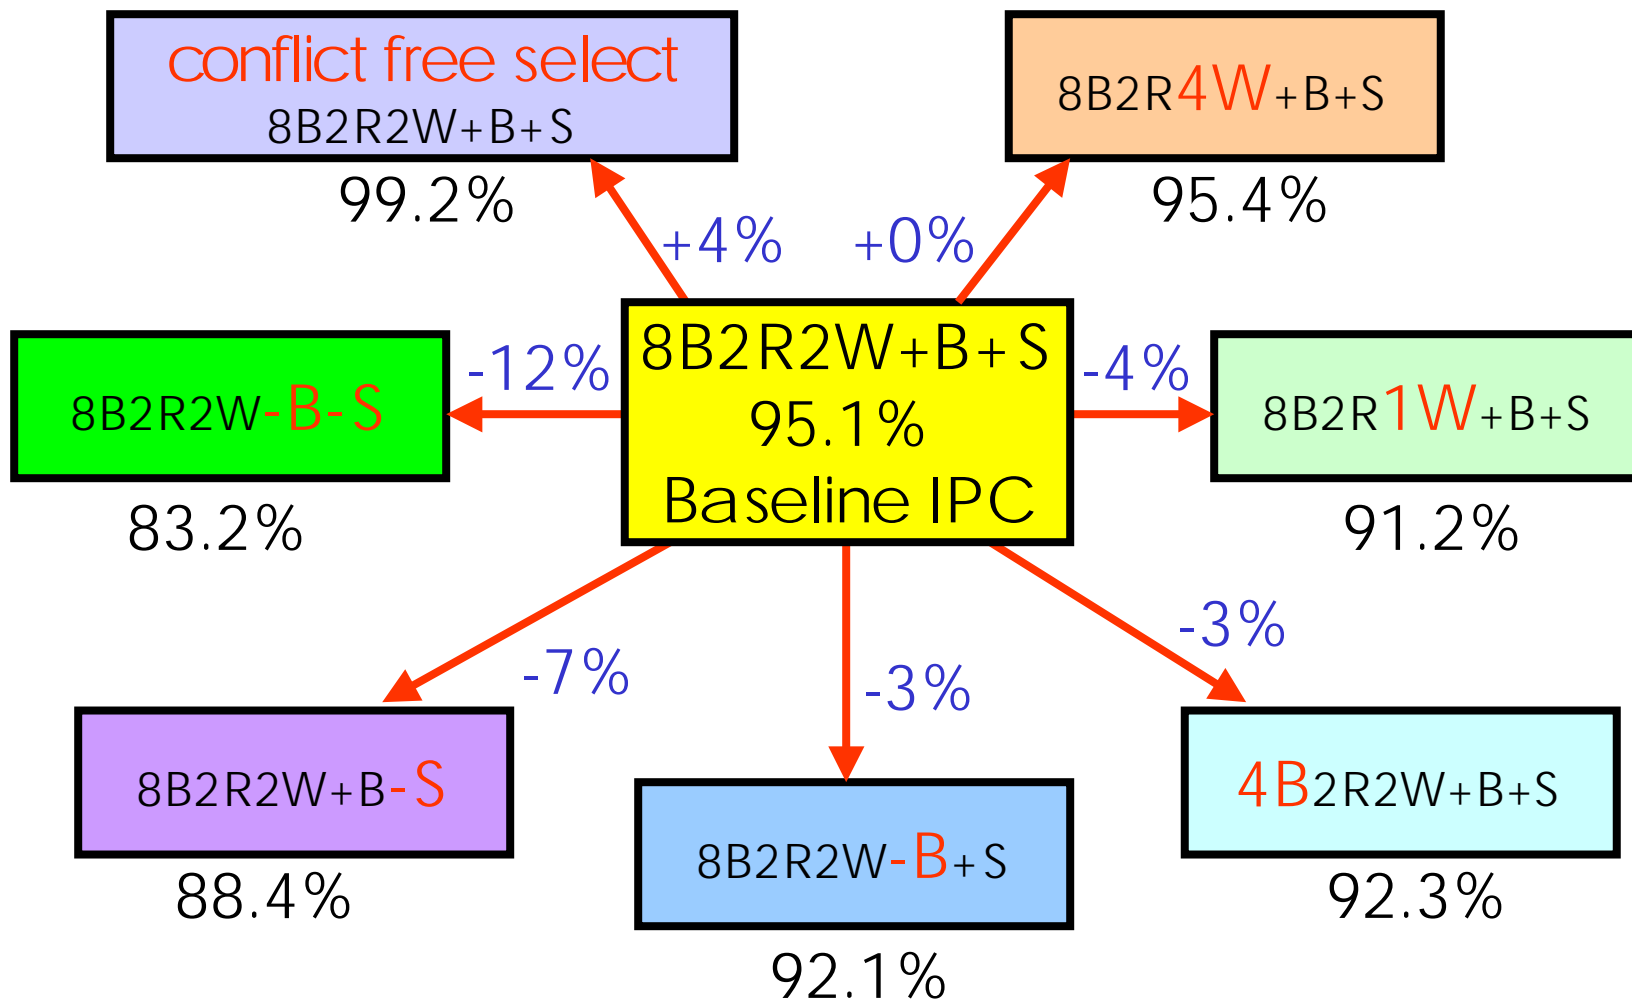 conflict free select
8B2R2W+B+S
99.2%
8B2R4W+B+S
95.4%
+4%
+0%
8B2R2W-B-S
83.2%
-12%
8B2R2W+B+S
95.1%
Baseline IPC
-4%
8B2R1W+B+S
91.2%
-7%
-3%
-3%
8B2R2W+B-S
88.4%
8B2R2W-B+S
92.1%
4B2R2W+B+S
92.3%